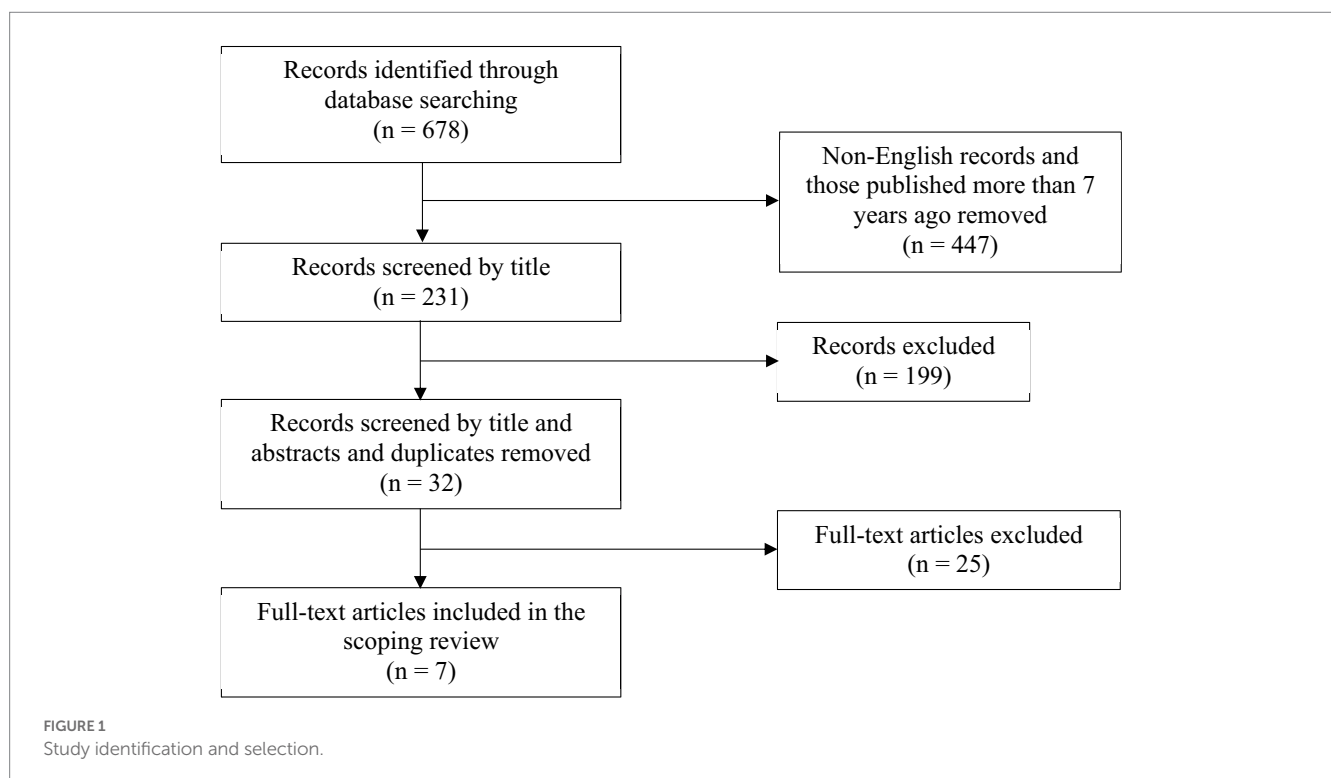 Records identified through
database searching
(n = 678)
Non-English records and
those published more than 7
years ago removed
(n = 447)
Records screened by title
(n = 231)
Records excluded
(n = 199)
Records screened by title and
abstracts and duplicates removed
(n = 32)
Full-text articles excluded
(n = 25)
Full-text articles included in the
scoping review
(n = 7)
FIGURE 1
Study identification and selection.